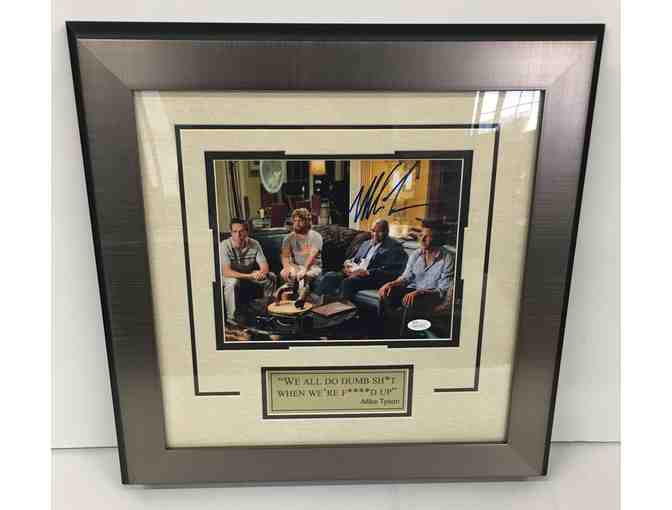 "WE ALL DO DUMB SH*T
WHEN WE'RE F****D UP"
Mike Tyson